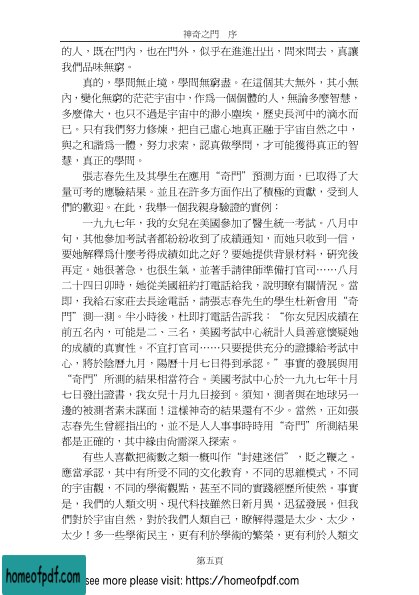 神奇之門　序
的人，既在門內，也在門外，似乎在進進出出，問來問去，真讓
我們品味無窮。
真的，學問無止境，學問無窮盡。在這個其大無外，其小無
內，變化無窮的茫茫宇宙中，作爲一個個體的人，無論多麼智慧，
多麼偉大，也只不過是宇宙中的渺小塵埃，歷史長河中的滴水而
已。只有我們努力修煉，把自己虛心地真正融于宇宙自然之中，
與之和諧爲一體，努力求索，認真做學問，才可能獲得真正的智
慧，真正的學問。
張志春先生及其學生在應用“奇門”預測方面，已取得了大
量可考的應驗結果。並且在許多方面作出了積極的貢獻，受到人
們的歡迎。在此，我舉一個我親身驗證的實例：
一九九七年，我的女兒在美國參加了醫生統一考試。八月中
旬，其他參加考試者都紛紛收到了成績通知，而她只收到一信，
要她解釋爲什麼考得成績如此之好？要她提供背景材料，研究後
再定。她很著急，也很生氣，並著手請律師準備打官司……八月
二十四日卯時，她從美國紐約打電話給我，說明瞭有關情況。當
即，我給石家莊去長途電話，請張志春先生的學生杜新會用“奇
門”測一測。半小時後，杜即打電話告訴我：“你女兒因成績在
前五名內，可能是二、三名，美國考試中心統計人員善意懷疑她
的成績的真實性。不宜打官司……只要提供充分的證據給考試中
心，將於陰曆九月，陽曆十月七日得到承認。”事實的發展與用
“奇門”所測的結果相當符合。美國考試中心於一九九七年十月
七日發出證書，我女兒十月九日接到。須知，測者與在地球另一
邊的被測者素未謀面！這樣神奇的結果還有不少。當然，正如張
志春先生曾經指出的，並不是人人事事時時用“奇門”所測結果
都是正確的，其中緣由尚需深入探索。
有些人喜歡把術數之類一概叫作“封建迷信”，貶之鞭之。
應當承認，其中有所受不同的文化教育，不同的思維模式，不同
的宇宙觀，不同的學術觀點，甚至不同的實踐經歷所使然。事實
是，我們的人類文明，現代科技雖然日新月異，迅猛發展，但我
們對於宇宙自然，對於我們人類自己，瞭解得還是太少、太少，
太少！多一些學術民主，更有利於學術的繁榮，更有利於人類文
第五頁
homeofpdf.com
see more please visit: https://homeofpdf.com